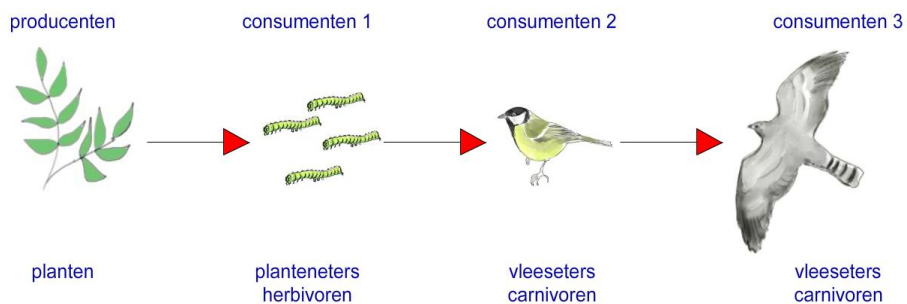 producenten
consumenten 1
consumenten 2
consumenten 3
planten
planteneters
herbivoren
vleeseters
carnivoren
vleeseters
carnivoren